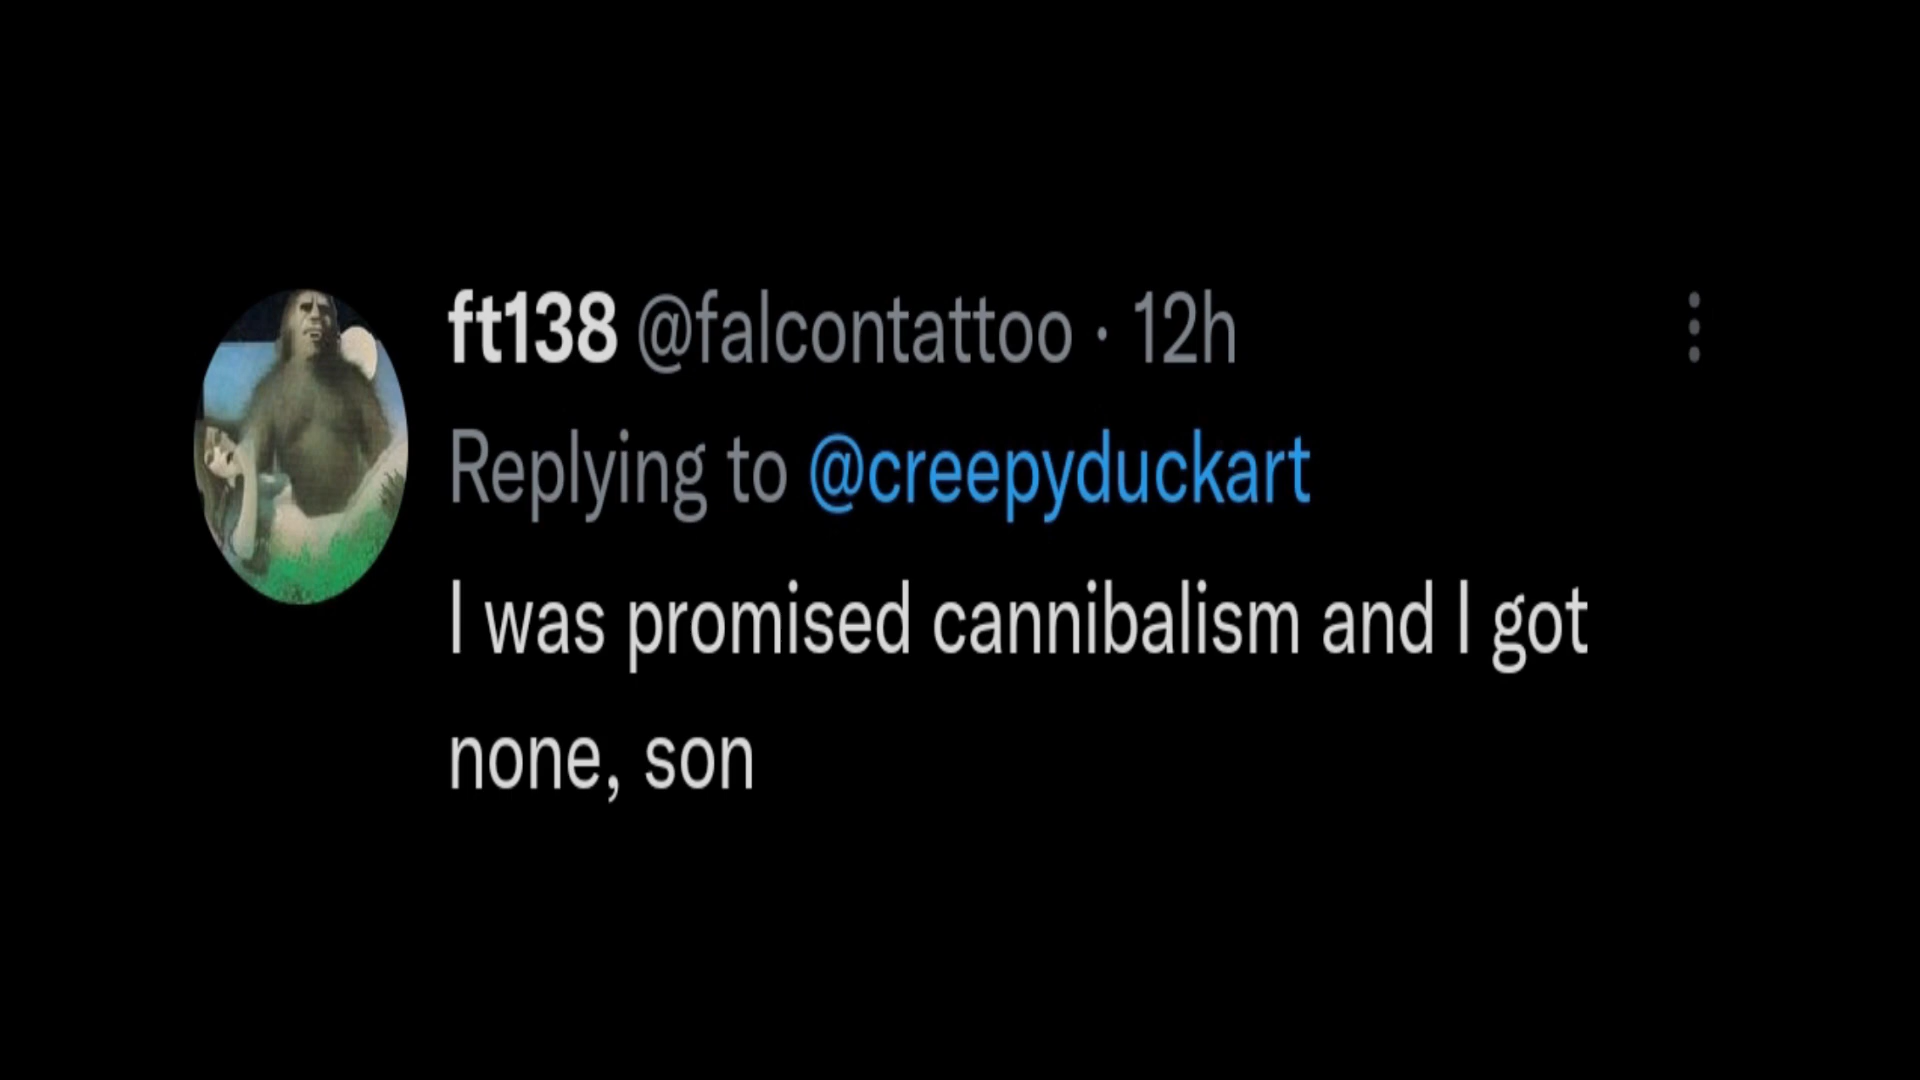 ft138 @falcontattoo · 12h
Replying to @creepyduckart
I was promised cannibalism and I got
none, son